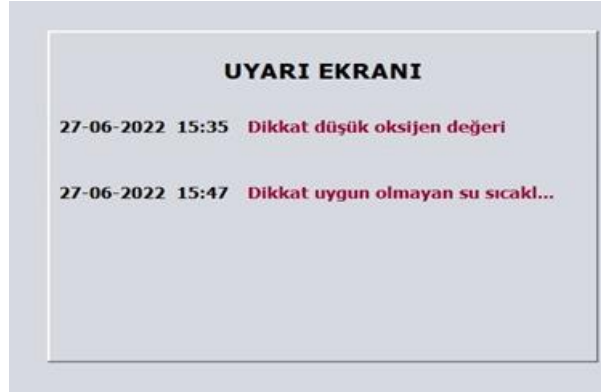 UYARI EKRANI
27-06-2022 15:35 Dikkat düşük oksijen değeri
27-06-2022 15:47 Dikkat uygun olmayan su sıcakl...